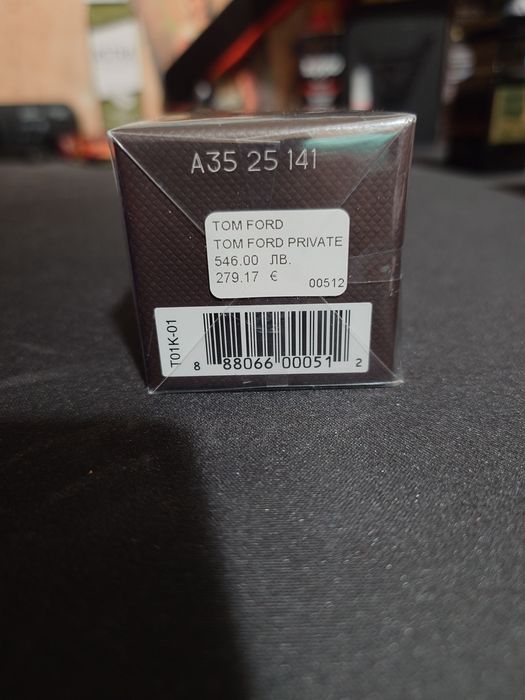 A35 25 141
TOM FORD
TOM FORD PRIVATE
546.00 ЛВ.
279.17 €
00512
T01K-01
8 88066 00051 2